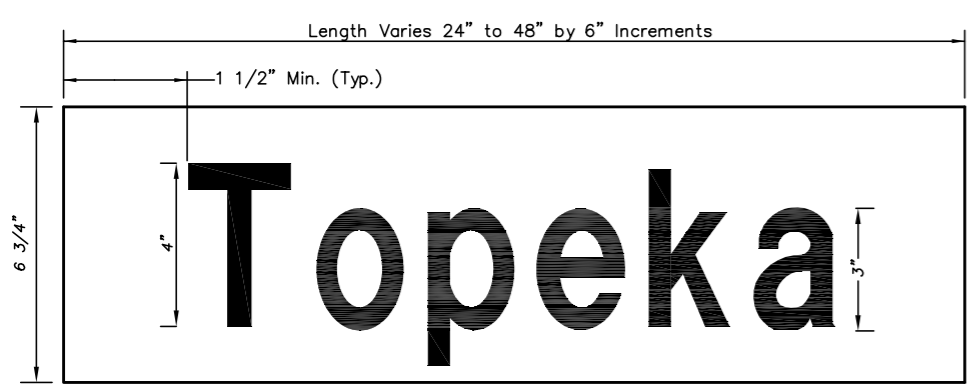 Length Varies 24” to 48” by 6” Increments
1 1/2” Min. (Typ.)
6 3/4”
4”
Topeka
3”